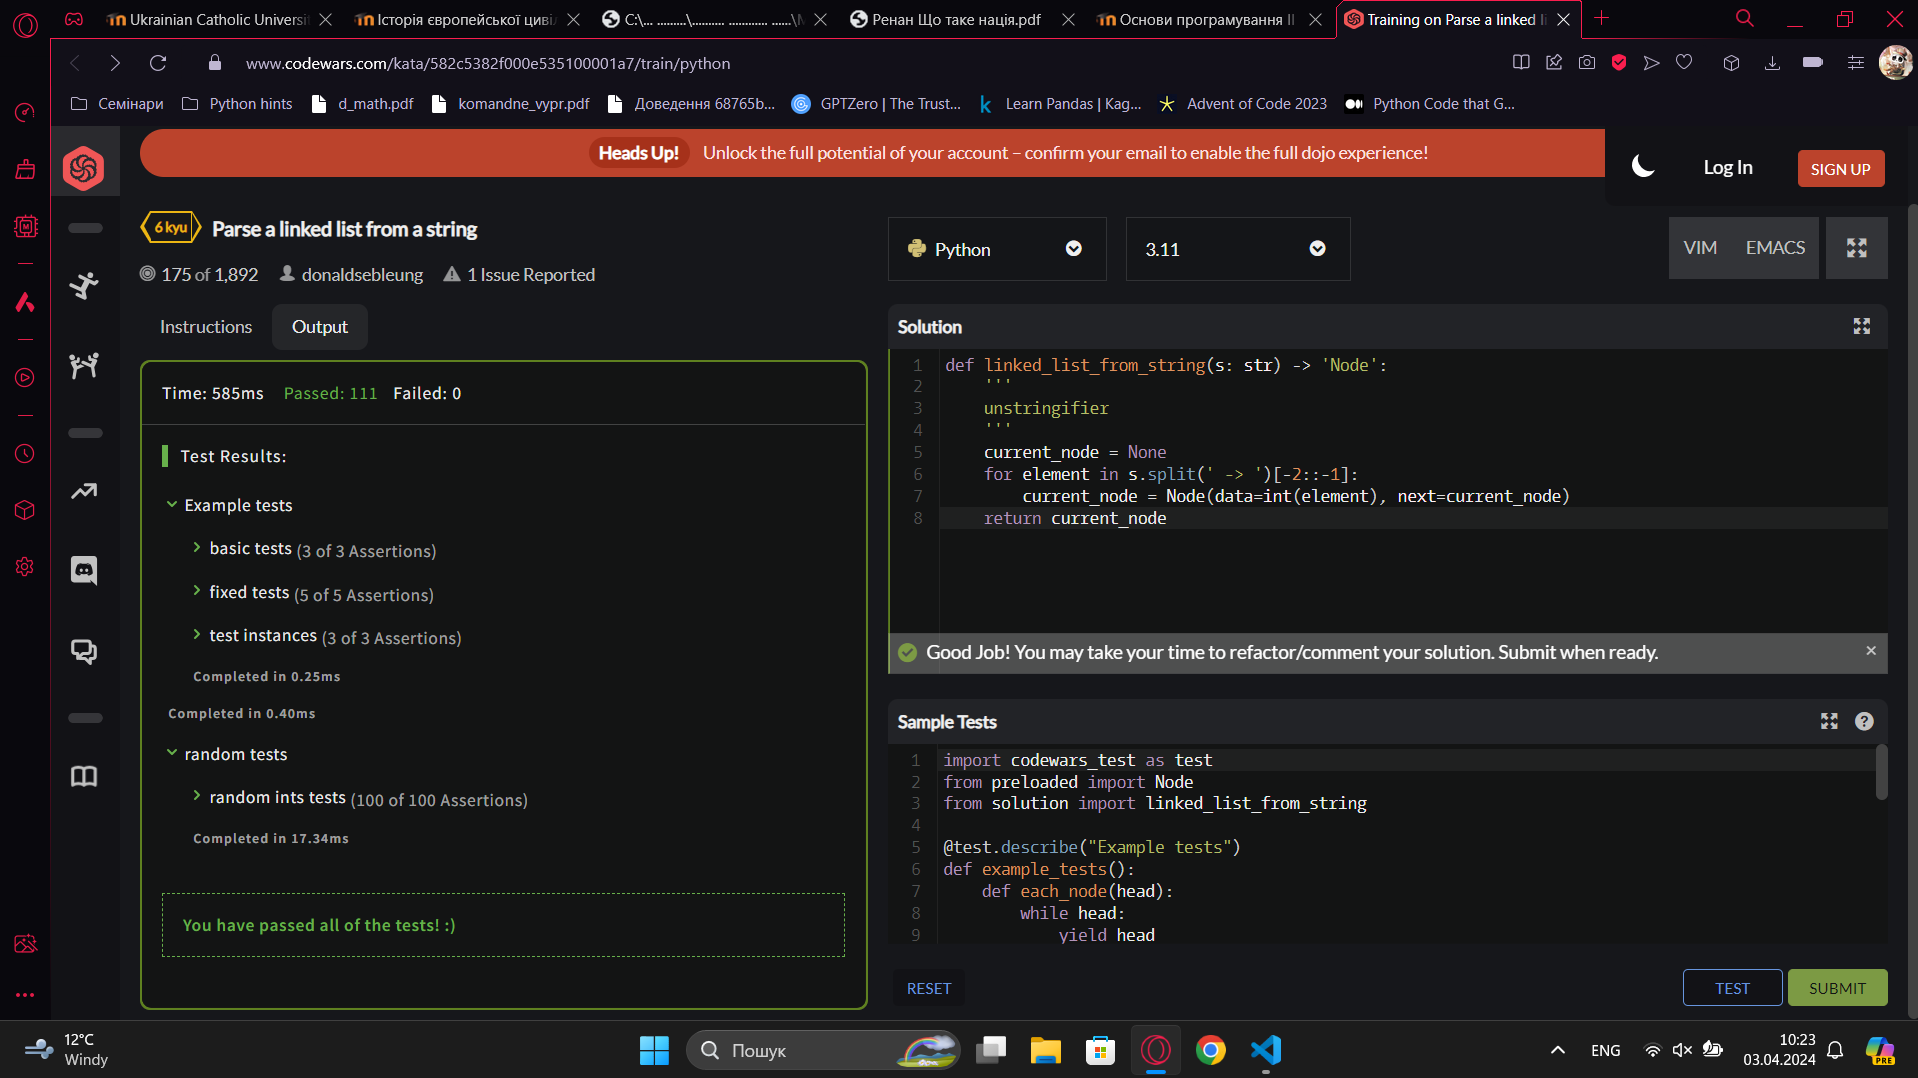 Ukrainian Catholic Universi
Історія європейської циві
C:\... .........\.......... ............ ......\
Ренан Що таке нація.pdf
Основи програмування ІІ
Training on Parse a linked li
www.codewars.com/kata/582c5382f000e535100001a7/train/python
Семінари
Python hints
d_math.pdf
komandne_vypr.pdf
Доведення 68765b...
GPTZero | The Trust...
Learn Pandas | Kag...
Advent of Code 2023
Python Code that G...
Heads Up! Unlock the full potential of your account – confirm your email to enable the full dojo experience!
Log In
SIGN UP
6 kyu
Parse a linked list from a string
175 of 1,892
donaldsebleung
1 Issue Reported
Python
3.11
VIM
EMACS
Instructions
Output
Time: 585ms Passed: 111 Failed: 0
Test Results:
Example tests
basic tests (3 of 3 Assertions)
fixed tests (5 of 5 Assertions)
test instances (3 of 3 Assertions)
Completed in 0.25ms
Completed in 0.40ms
random tests
random ints tests (100 of 100 Assertions)
Completed in 17.34ms
You have passed all of the tests! :)
Solution
1 def linked_list_from_string(s: str) -> 'Node':
2     '''
3     unstringifier
4     '''
5     current_node = None
6     for element in s.split(' -> ')[-2::-1]:
7         current_node = Node(data=int(element), next=current_node)
8     return current_node
Good Job! You may take your time to refactor/comment your solution. Submit when ready.
Sample Tests
1 import codewars_test as test
2 from preloaded import Node
3 from solution import linked_list_from_string
4
5 @test.describe("Example tests")
6 def example_tests():
7     def each_node(head):
8         while head:
9             yield head
RESET
TEST
SUBMIT
12°C
Windy
Пошук
ENG
10:23
03.04.2024
PRE